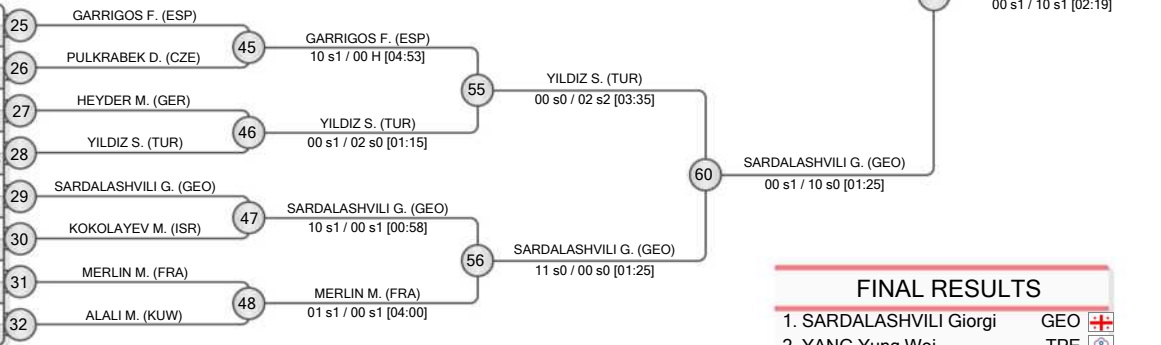 00 s1 / 10 s1 [02:19]
25
GARRIGOS F. (ESP)
26
PULKRABEK D. (CZE)
45
GARRIGOS F. (ESP)
10 s1 / 00 H [04:53]
27
HEYDER M. (GER)
28
YILDIZ S. (TUR)
46
YILDIZ S. (TUR)
00 s1 / 02 s0 [01:15]
55
YILDIZ S. (TUR)
00 s0 / 02 s2 [03:35]
29
SARDALASHVILI G. (GEO)
30
KOKOLAYEV M. (ISR)
47
SARDALASHVILI G. (GEO)
10 s1 / 00 s1 [00:58]
31
MERLIN M. (FRA)
32
ALALI M. (KUW)
48
MERLIN M. (FRA)
01 s1 / 00 s1 [04:00]
56
SARDALASHVILI G. (GEO)
11 s0 / 00 s0 [01:25]
60
SARDALASHVILI G. (GEO)
00 s1 / 10 s0 [01:25]
FINAL RESULTS
1. SARDALASHVILI Giorgi GEO
2. YANG Yung Wei TPE